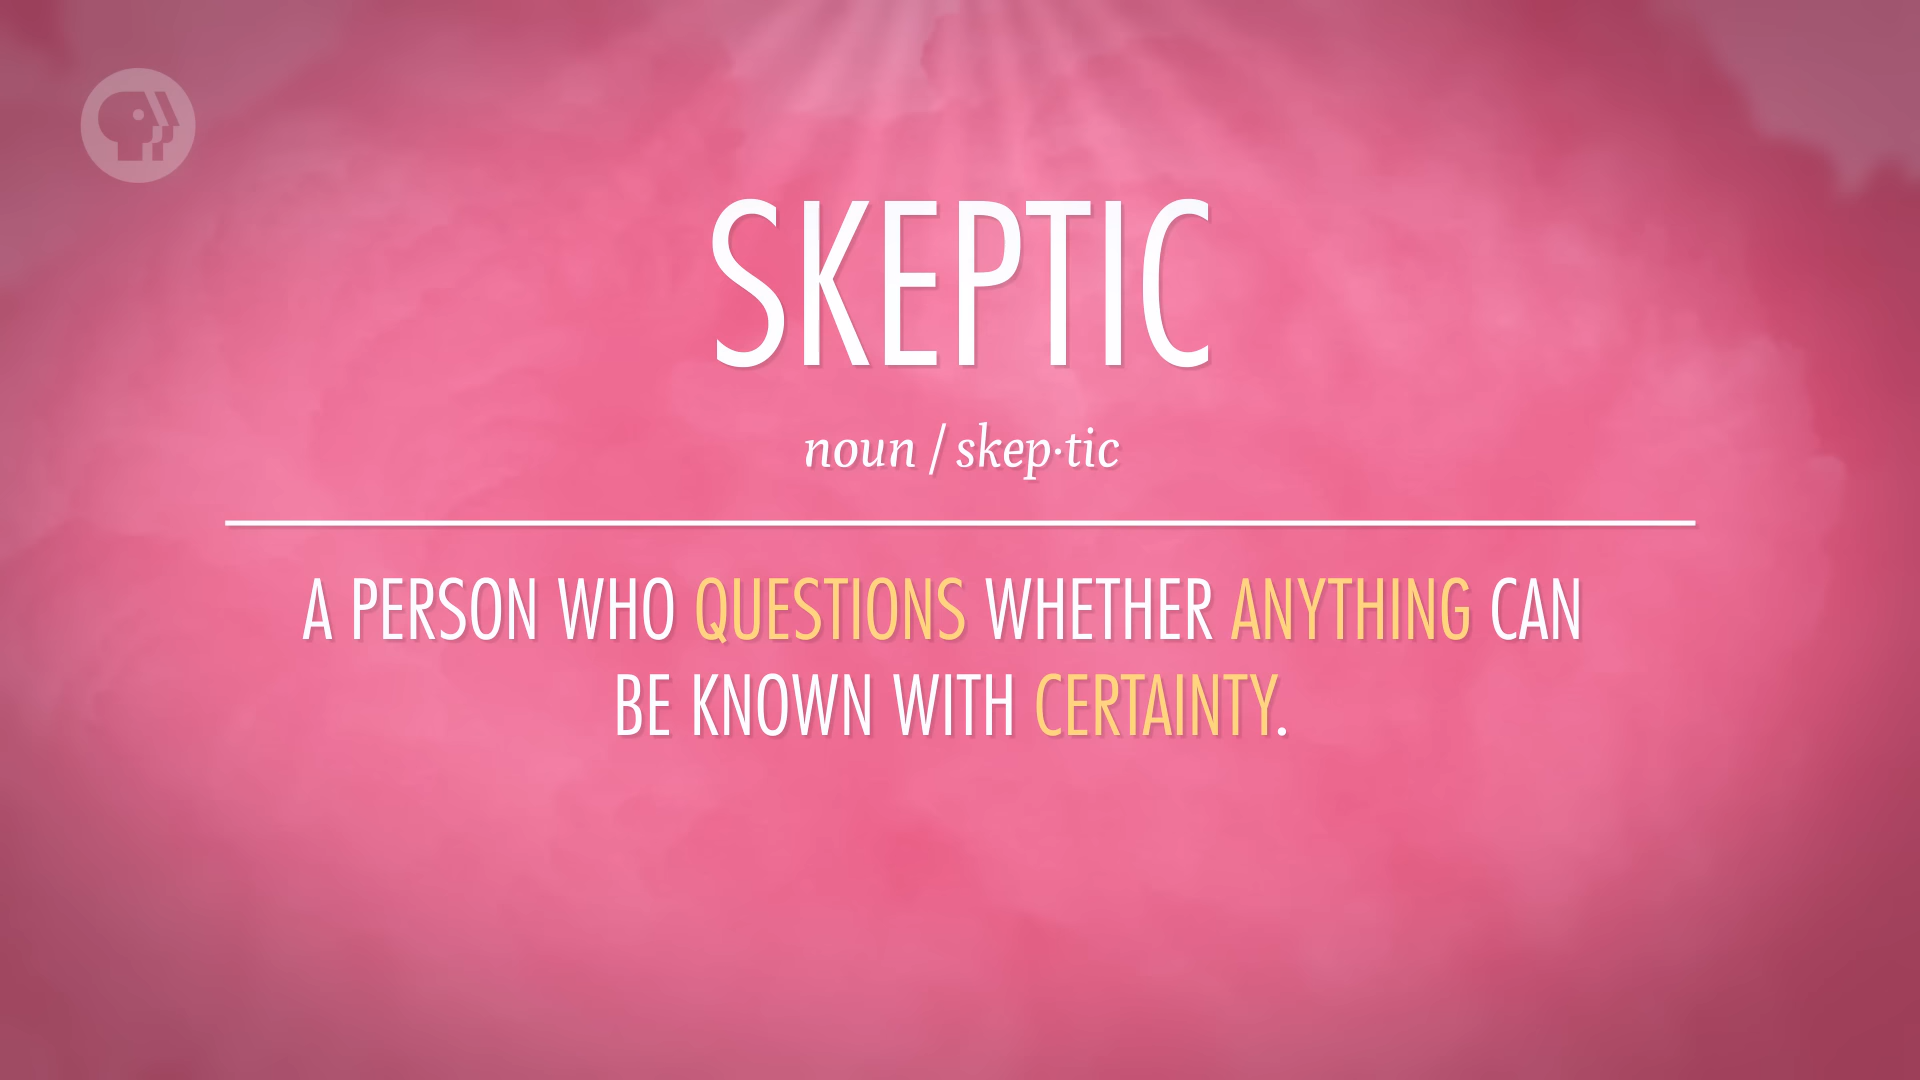 SKEPTIC
noun / skep·tic
A PERSON WHO QUESTIONS WHETHER ANYTHING CAN
BE KNOWN WITH CERTAINTY.